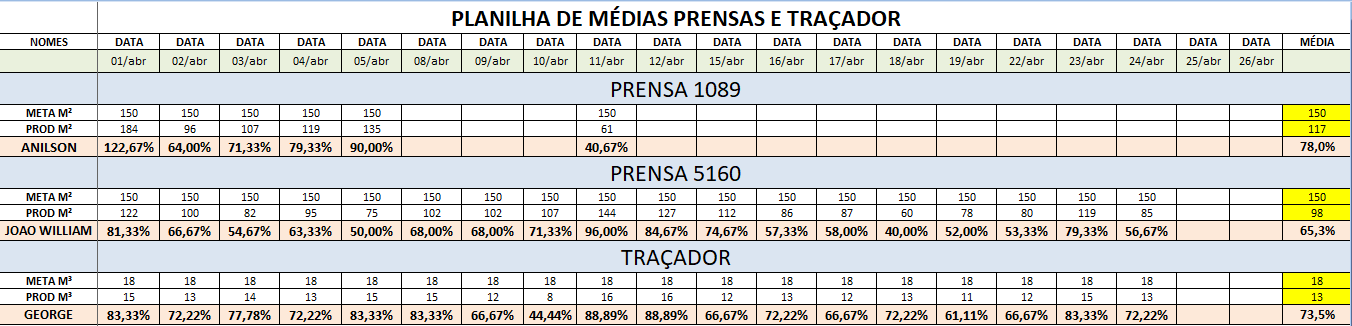 PLANILHA DE MÉDIAS PRENSAS E TRAÇADOR
NOMES DATA DATA DATA DATA DATA DATA DATA DATA DATA DATA DATA DATA DATA DATA DATA DATA DATA DATA DATA DATA MÉDIA
01/abr 02/abr 03/abr 04/abr 05/abr 08/abr 09/abr 10/abr 11/abr 12/abr 15/abr 16/abr 17/abr 18/abr 19/abr 22/abr 23/abr 24/abr 25/abr 26/abr
PRENSA 1089
META M² 150 150 150 150 150 150 150
PROD M² 184 96 107 119 135 61 117
ANILSON 122,67% 64,00% 71,33% 79,33% 90,00% 40,67% 78,0%
PRENSA 5160
META M² 150 150 150 150 150 150 150 150 150 150 150 150 150 150 150 150 150 150 150
PROD M² 122 100 82 95 75 102 102 107 144 127 112 86 87 60 78 80 119 85 98
JOAO WILLIAM 81,33% 66,67% 54,67% 63,33% 50,00% 68,00% 68,00% 71,33% 96,00% 84,67% 74,67% 57,33% 58,00% 40,00% 52,00% 53,33% 79,33% 56,67% 65,3%
TRAÇADOR
META M³ 18 18 18 18 18 18 18 18 18 18 18 18 18 18 18 18 18 18 18
PROD M³ 15 13 14 13 15 15 12 8 16 16 12 13 12 13 11 12 15 13 13
GEORGE 83,33% 72,22% 77,78% 72,22% 83,33% 83,33% 66,67% 44,44% 88,89% 88,89% 66,67% 72,22% 66,67% 72,22% 61,11% 66,67% 83,33% 72,22% 73,5%